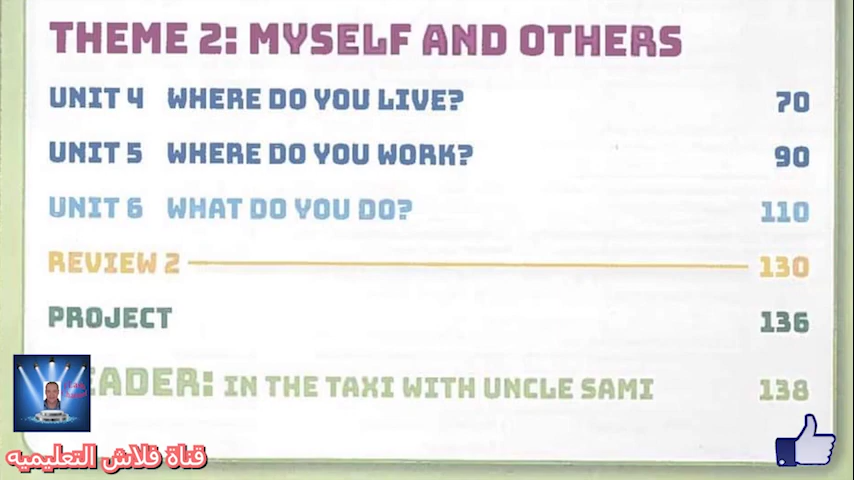 THEME 2: MYSELF AND OTHERS
UNIT 4 WHERE DO YOU LIVE? 70
UNIT 5 WHERE DO YOU WORK? 90
UNIT 6 WHAT DO YOU DO? 110
REVIEW 2 130
PROJECT 136
EADER: IN THE TAXI WITH UNCLE SAMI 138
قناة فلاش التعليميه